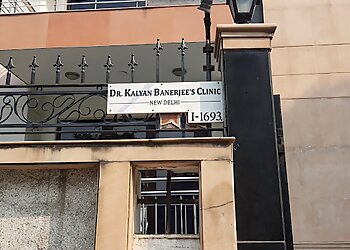 DR. KALYAN BANERJEE'S CLINIC
NEW DELHI
I-1693